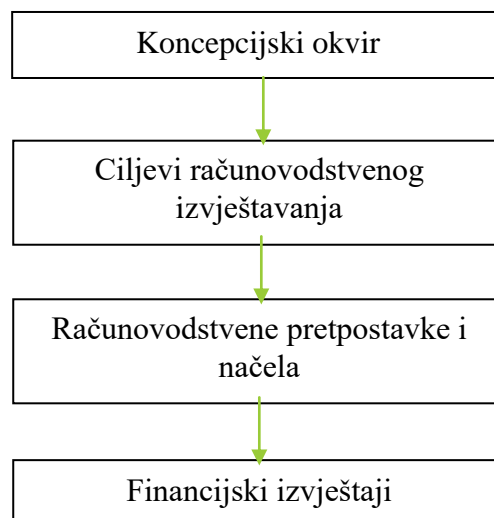 Koncepcijski okvir
Ciljevi računovodstvenog
izvještavanja
Računovodstvene pretpostavke i
načela
Financijski izvještaji